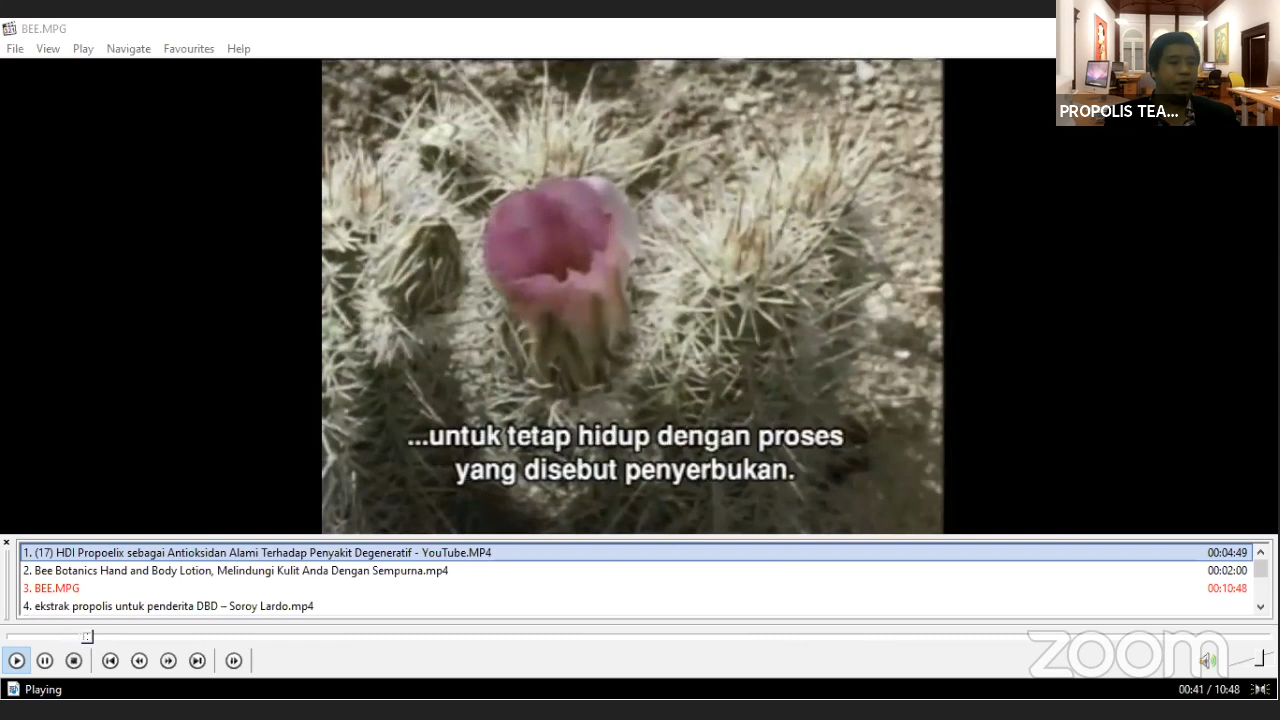 BEE.MPG
File View Play Navigate Favourites Help
PROPOLIS TEA...
...untuk tetap hidup dengan proses
yang disebut penyerbukan.
1. (17) HDI Propoelix sebagai Antioksidan Alami Terhadap Penyakit Degeneratif - YouTube.MP4 00:04:49
2. Bee Botanics Hand and Body Lotion, Melindungi Kulit Anda Dengan Sempurna.mp4 00:02:00
3. BEE.MPG 00:10:48
4. ekstrak propolis untuk penderita DBD – Soroy Lardo.mp4
zoom
Playing 00:41 / 10:48